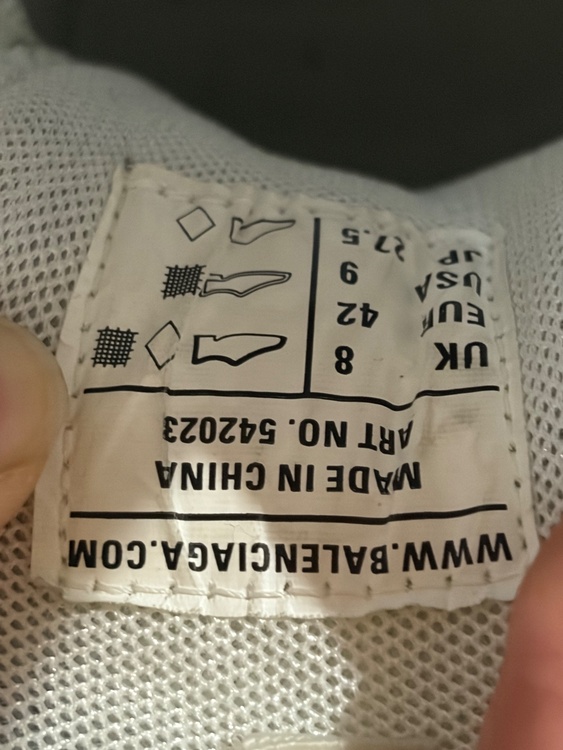 WWW.BALENCIAGA.COM
MADE IN CHINA
ART NO. 542023
UK 8
EUR 42
USA 9
JP 27.5